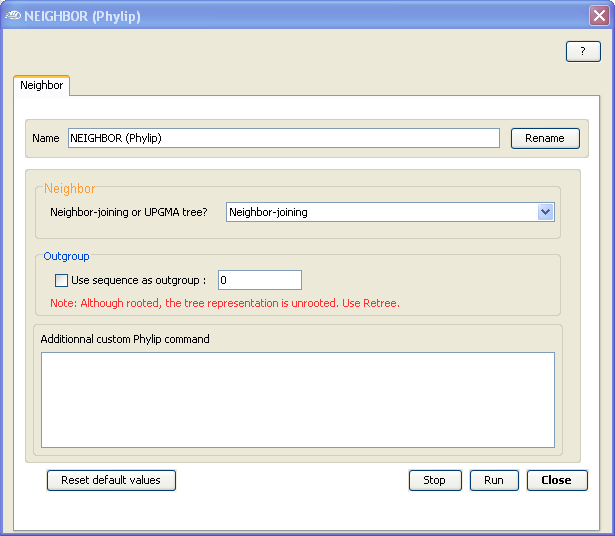 NEIGHBOR (Phylip)
?
Neighbor
Name NEIGHBOR (Phylip) Rename
Neighbor
Neighbor-joining or UPGMA tree? Neighbor-joining
Outgroup
Use sequence as outgroup : 0
Note: Although rooted, the tree representation is unrooted. Use Retree.
Additionnal custom Phylip command
Reset default values Stop Run Close